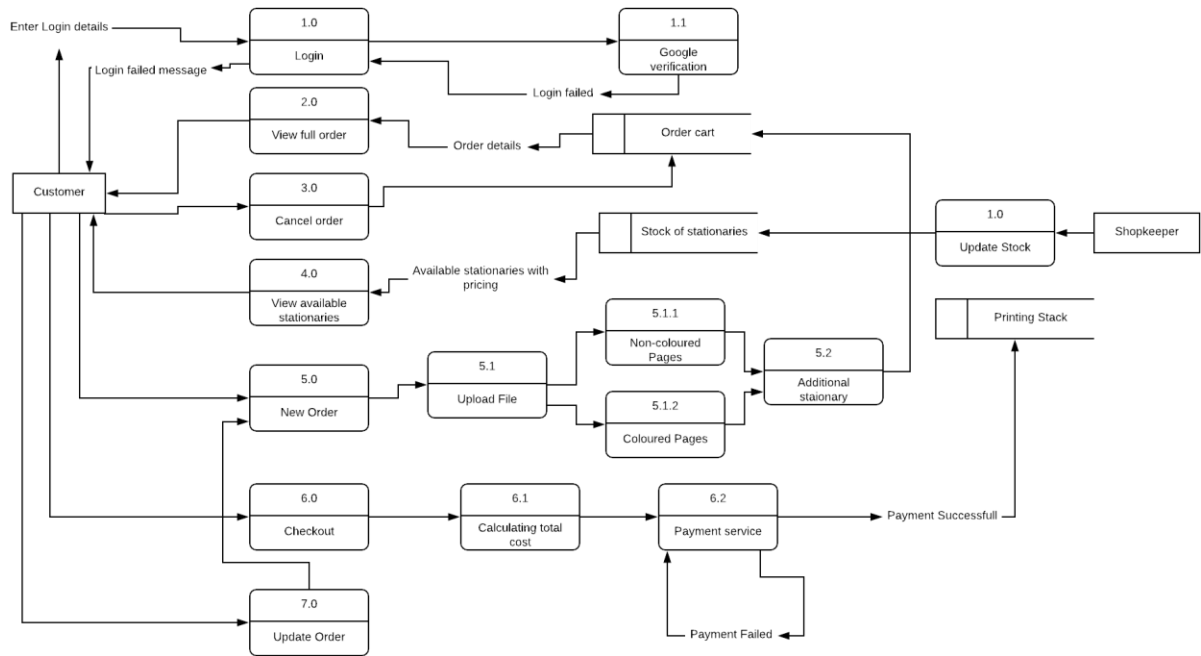 1.0
1.1
Enter Login details
Login
Google
verification
Login failed message
Login failed
2.0
View full order
Order details
Order cart
Customer
3.0
Cancel order
Stock of stationaries
1.0
Update Stock
Shopkeeper
4.0
View available
stationaries
Available stationaries with
pricing
5.1.1
Non-coloured
Pages
Printing Stack
5.0
New Order
5.1
Upload File
5.2
Additional
staionary
5.1.2
Coloured Pages
6.0
Checkout
6.1
Calculating total
cost
6.2
Payment service
Payment Successfull
7.0
Update Order
Payment Failed